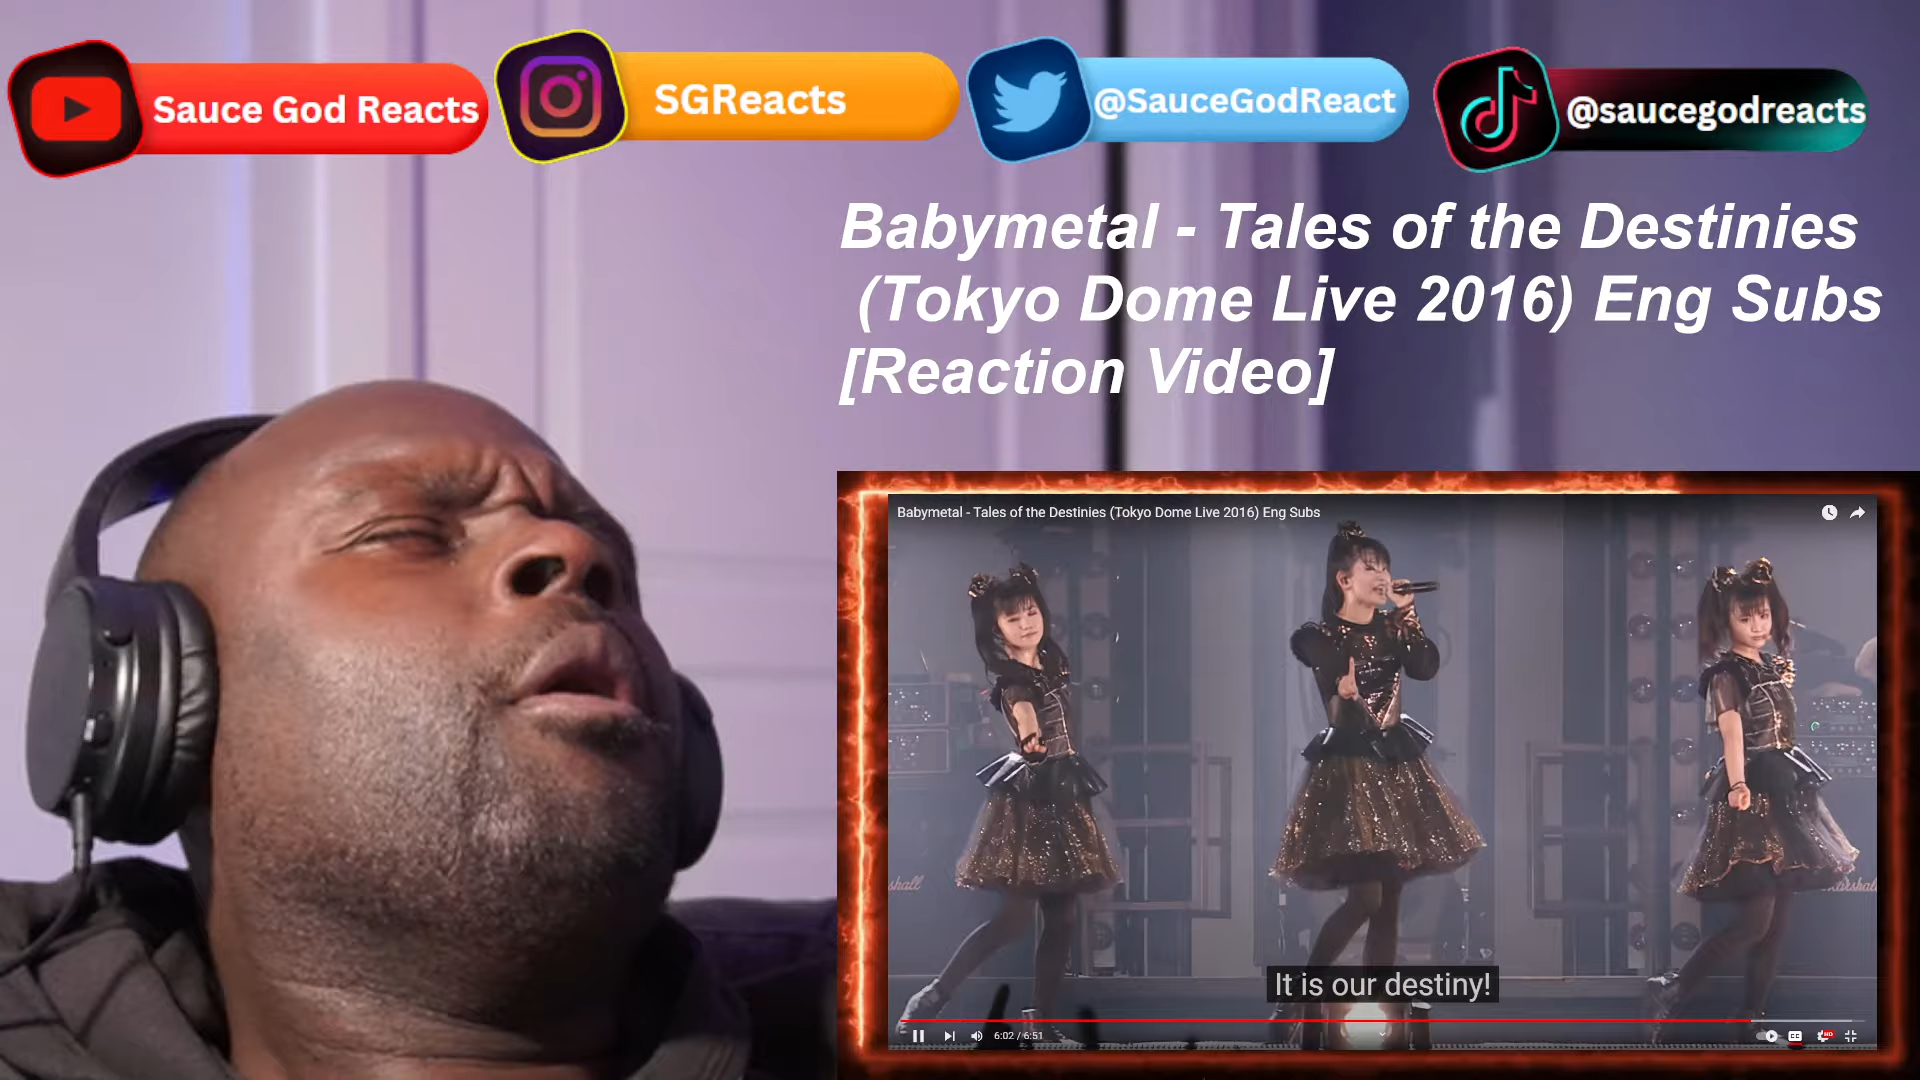 Sauce God Reacts
SGReacts
@SauceGodReact
@saucegodreacts
Babymetal - Tales of the Destinies
(Tokyo Dome Live 2016) Eng Subs
[Reaction Video]
Babymetal - Tales of the Destinies (Tokyo Dome Live 2016) Eng Subs
It is our destiny!
6:02 / 6:51
CC
HD